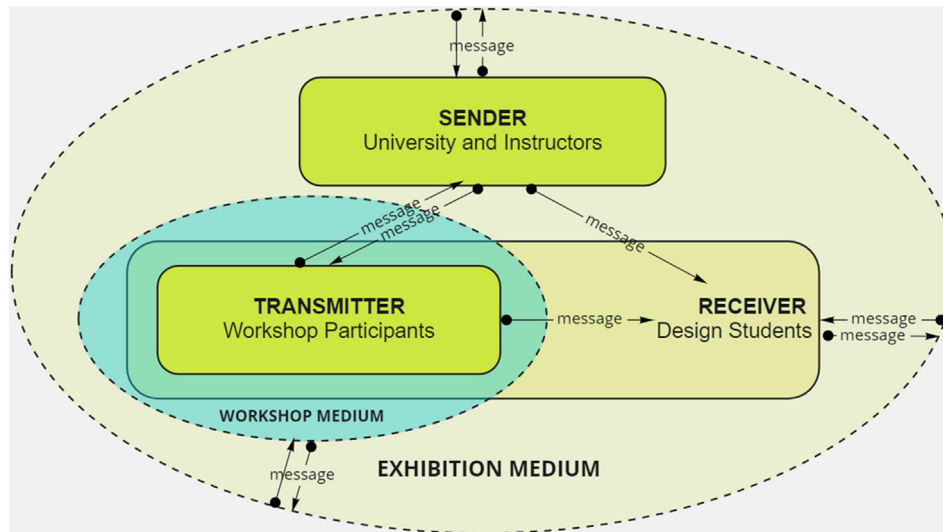 message
SENDER
University and Instructors
message
message
message
TRANSMITTER
Workshop Participants
message
RECEIVER
Design Students
message
message
WORKSHOP MEDIUM
message
EXHIBITION MEDIUM